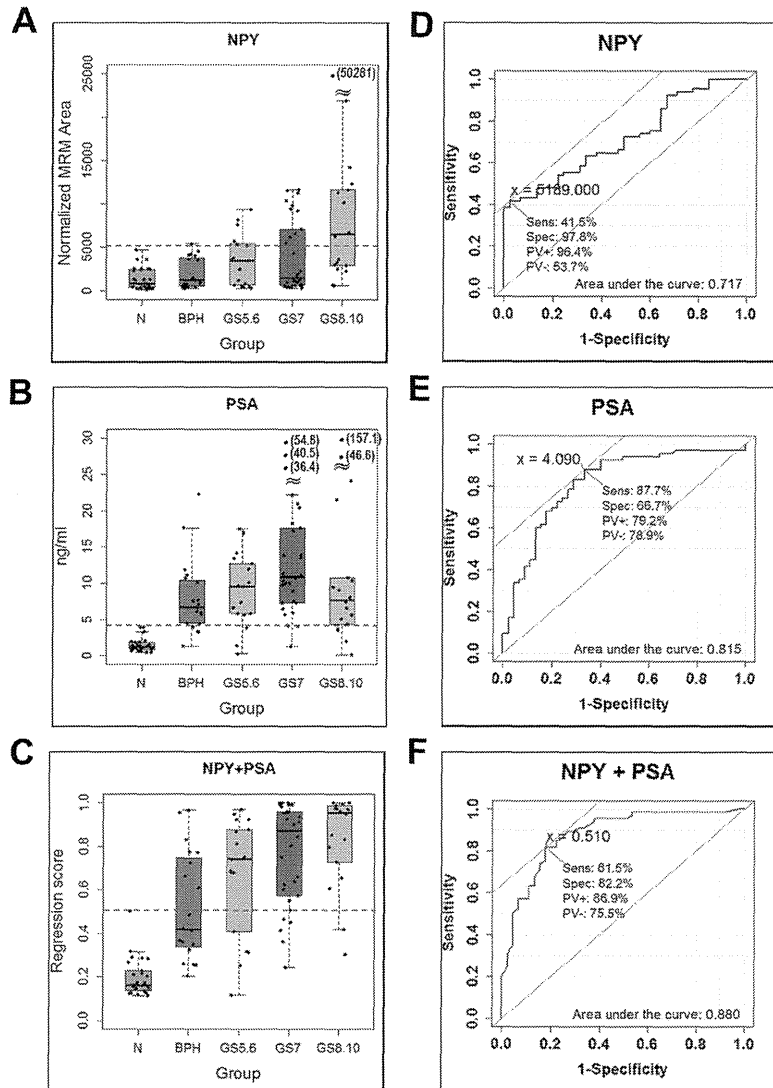 A
NPY
Normalized MRM Area
25000
15000
5000
0
(50281)
N BPH GS5.6 GS7 GS8.10
Group
D
NPY
Sensitivity
1.0
0.8
0.6
0.4
0.2
0.0
x = 5189.000
Sens: 41.5%
Spec: 97.8%
PV+: 96.4%
PV-: 53.7%
Area under the curve: 0.717
0.0 0.2 0.4 0.6 0.8 1.0
1-Specificity
B
PSA
ng/ml
30
25
20
15
10
5
0
(54.8)
(40.5)
(36.4)
(157.1)
(46.6)
N BPH GS5.6 GS7 GS8.10
Group
E
PSA
Sensitivity
1.0
0.8
0.6
0.4
0.2
0.0
x = 4.090
Sens: 87.7%
Spec: 66.7%
PV+: 79.2%
PV-: 78.9%
Area under the curve: 0.815
0.0 0.2 0.4 0.6 0.8 1.0
1-Specificity
C
NPY+PSA
Regression score
1.0
0.8
0.6
0.4
0.2
0.0
N BPH GS5.6 GS7 GS8.10
Group
F
NPY + PSA
Sensitivity
1.0
0.8
0.6
0.4
0.2
0.0
x = 0.510
Sens: 81.5%
Spec: 82.2%
PV+: 86.9%
PV-: 75.5%
Area under the curve: 0.880
0.0 0.2 0.4 0.6 0.8 1.0
1-Specificity